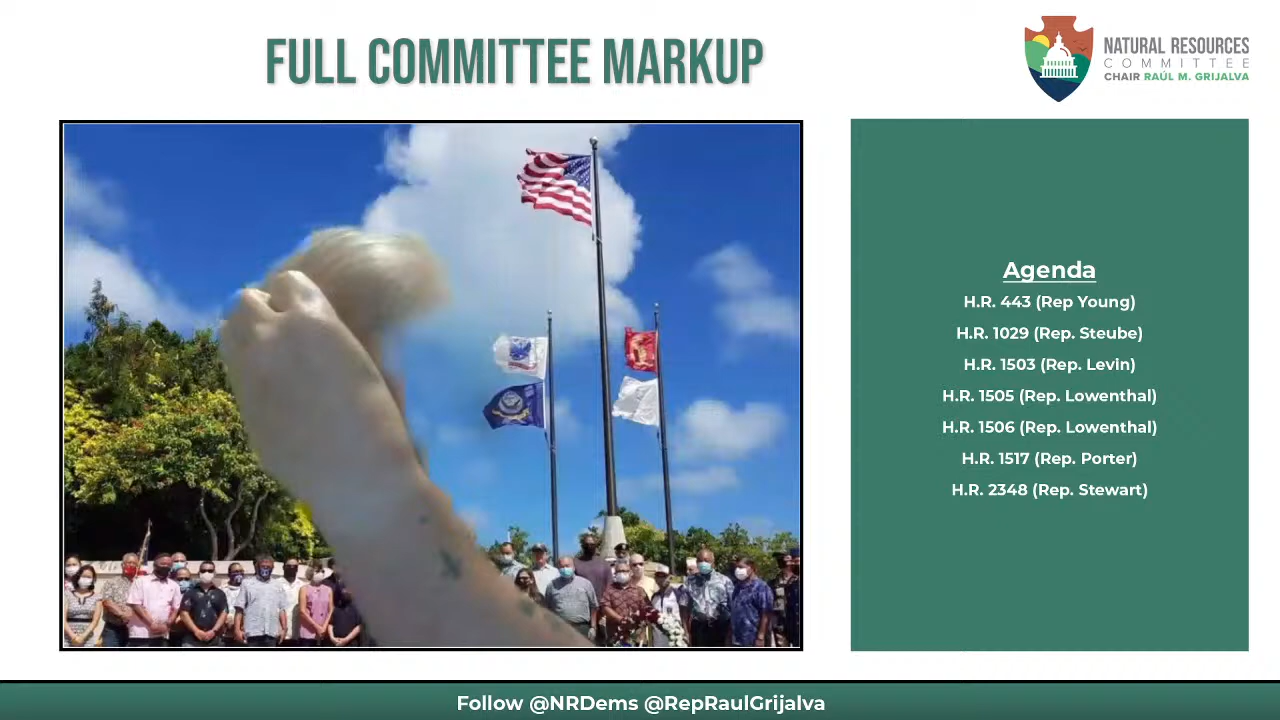 FULL COMMITTEE MARKUP
NATURAL RESOURCES
COMMITTEE
CHAIR RAÚL M. GRIJALVA
Agenda
H.R. 443 (Rep Young)
H.R. 1029 (Rep. Steube)
H.R. 1503 (Rep. Levin)
H.R. 1505 (Rep. Lowenthal)
H.R. 1506 (Rep. Lowenthal)
H.R. 1517 (Rep. Porter)
H.R. 2348 (Rep. Stewart)
Follow @NRDems @RepRaulGrijalva